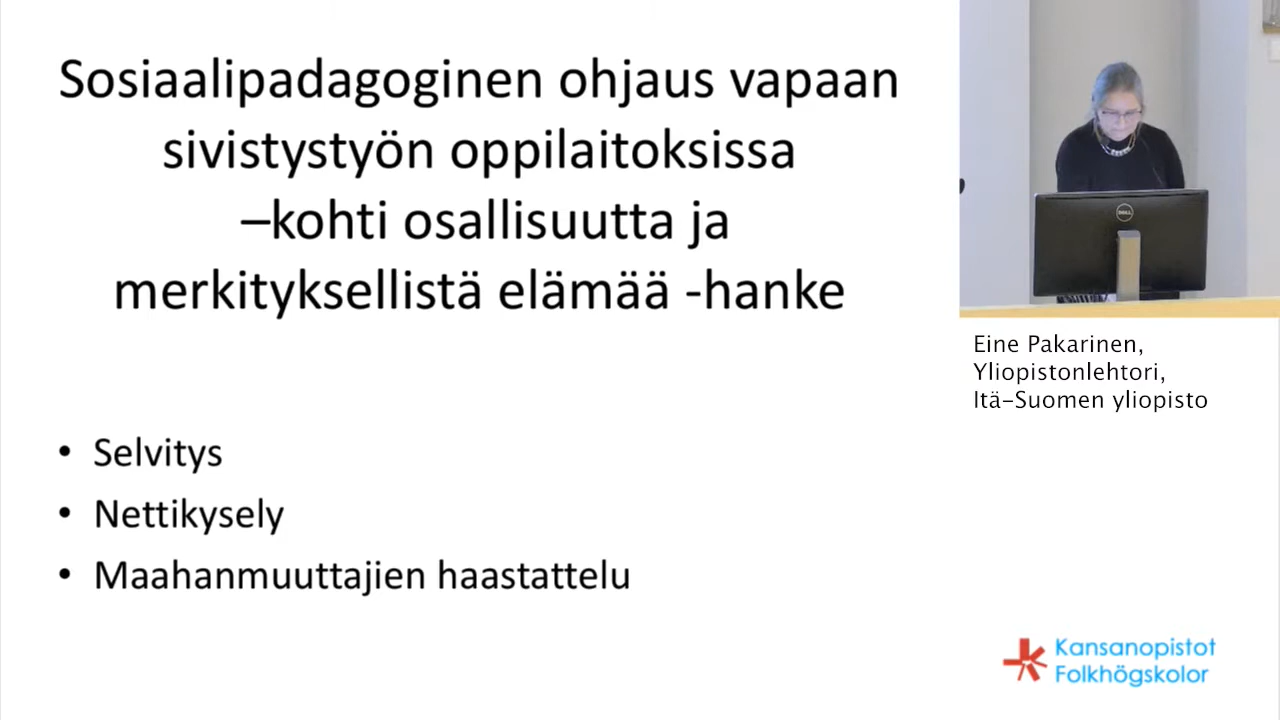 Sosiaalipadagoginen ohjaus vapaan
sivistystyön oppilaitoksissa
–kohti osallisuutta ja
merkityksellistä elämää -hanke
• Selvitys
• Nettikysely
• Maahanmuuttajien haastattelu
DELL
Eine Pakarinen,
Yliopistonlehtori,
Itä-Suomen yliopisto
Kansanopistot
Folkhögskolor